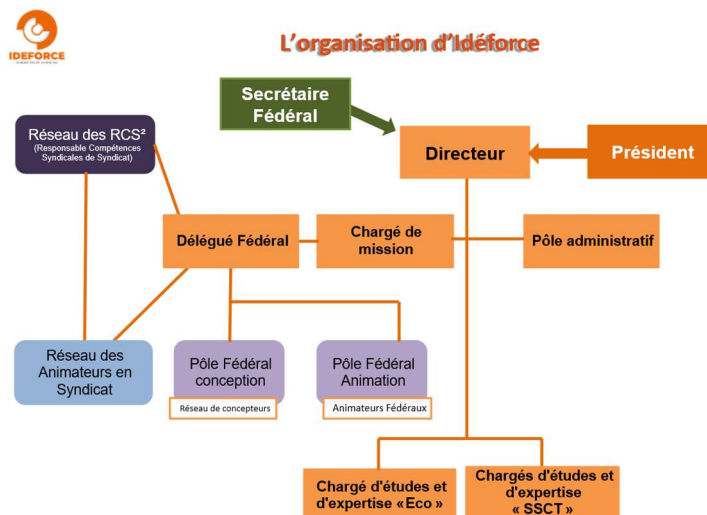 IDEFORCE
L'organisation d'Idéforce
Secrétaire
Fédéral
Réseau des RCS²
(Responsable Compétences
Syndicales de Syndicat)
Directeur
Président
Délégué Fédéral
Chargé de
mission
Pôle administratif
Réseau des
Animateurs en
Syndicat
Pôle Fédéral
conception
Réseau de concepteurs
Pôle Fédéral
Animation
Animateurs Fédéraux
Chargé d'études et
d'expertise «Eco »
Chargés d'études et
d'expertise
« SSCT»